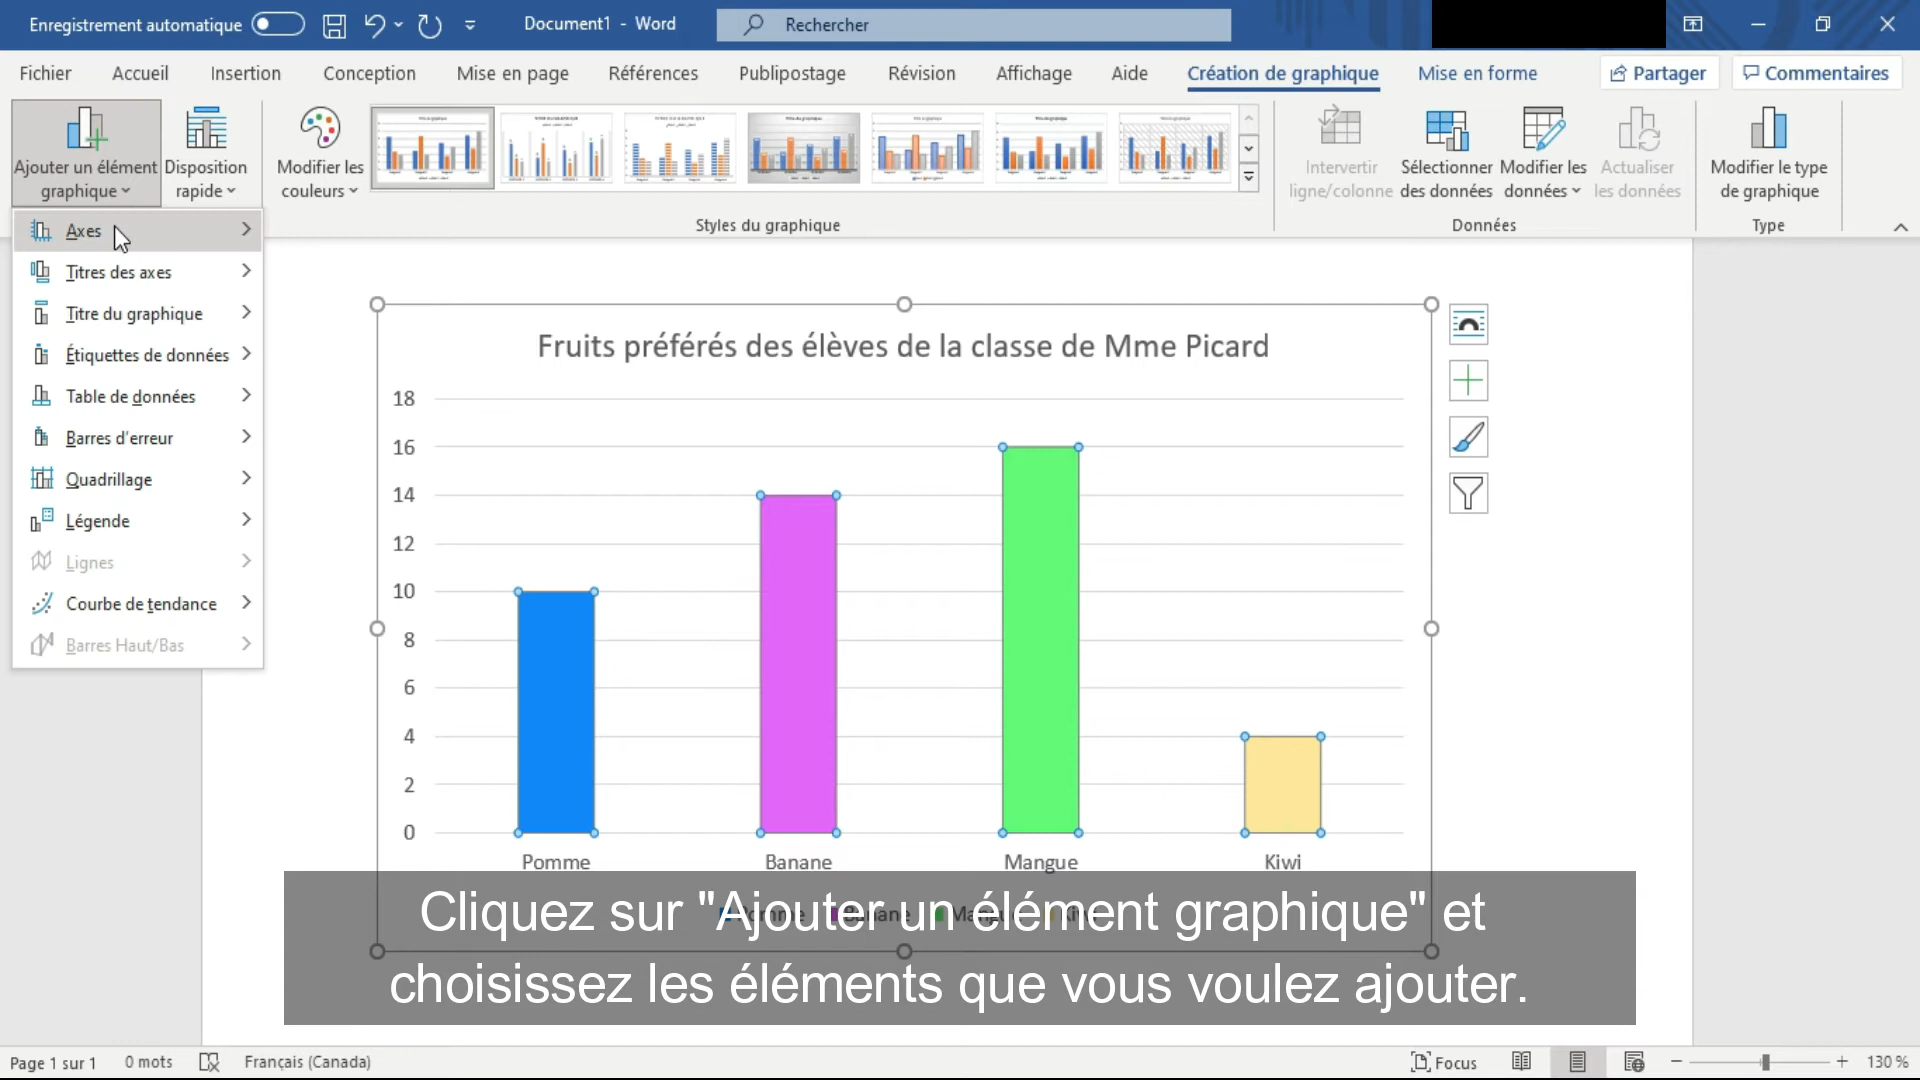 Enregistrement automatique
Document1 - Word
Rechercher
Fichier
Accueil
Insertion
Conception
Mise en page
Références
Publipostage
Révision
Affichage
Aide
Création de graphique
Mise en forme
Partager
Commentaires
Ajouter un élément
graphique
Disposition
rapide
Modifier les
couleurs
Styles du graphique
Intervertir
ligne/colonne
Sélectionner
des données
Modifier les
données
Actualiser
les données
Données
Modifier le type
de graphique
Type
Axes
Titres des axes
Titre du graphique
Étiquettes de données
Table de données
Barres d'erreur
Quadrillage
Légende
Lignes
Courbe de tendance
Barres Haut/Bas
Fruits préférés des élèves de la classe de Mme Picard
18
16
14
12
10
8
6
4
2
0
Pomme
Banane
Mangue
Kiwi
Pomme Banane Mangue Kiwi
Cliquez sur "Ajouter un élément graphique" et
choisissez les éléments que vous voulez ajouter.
Page 1 sur 1
0 mots
Français (Canada)
Focus
130 %